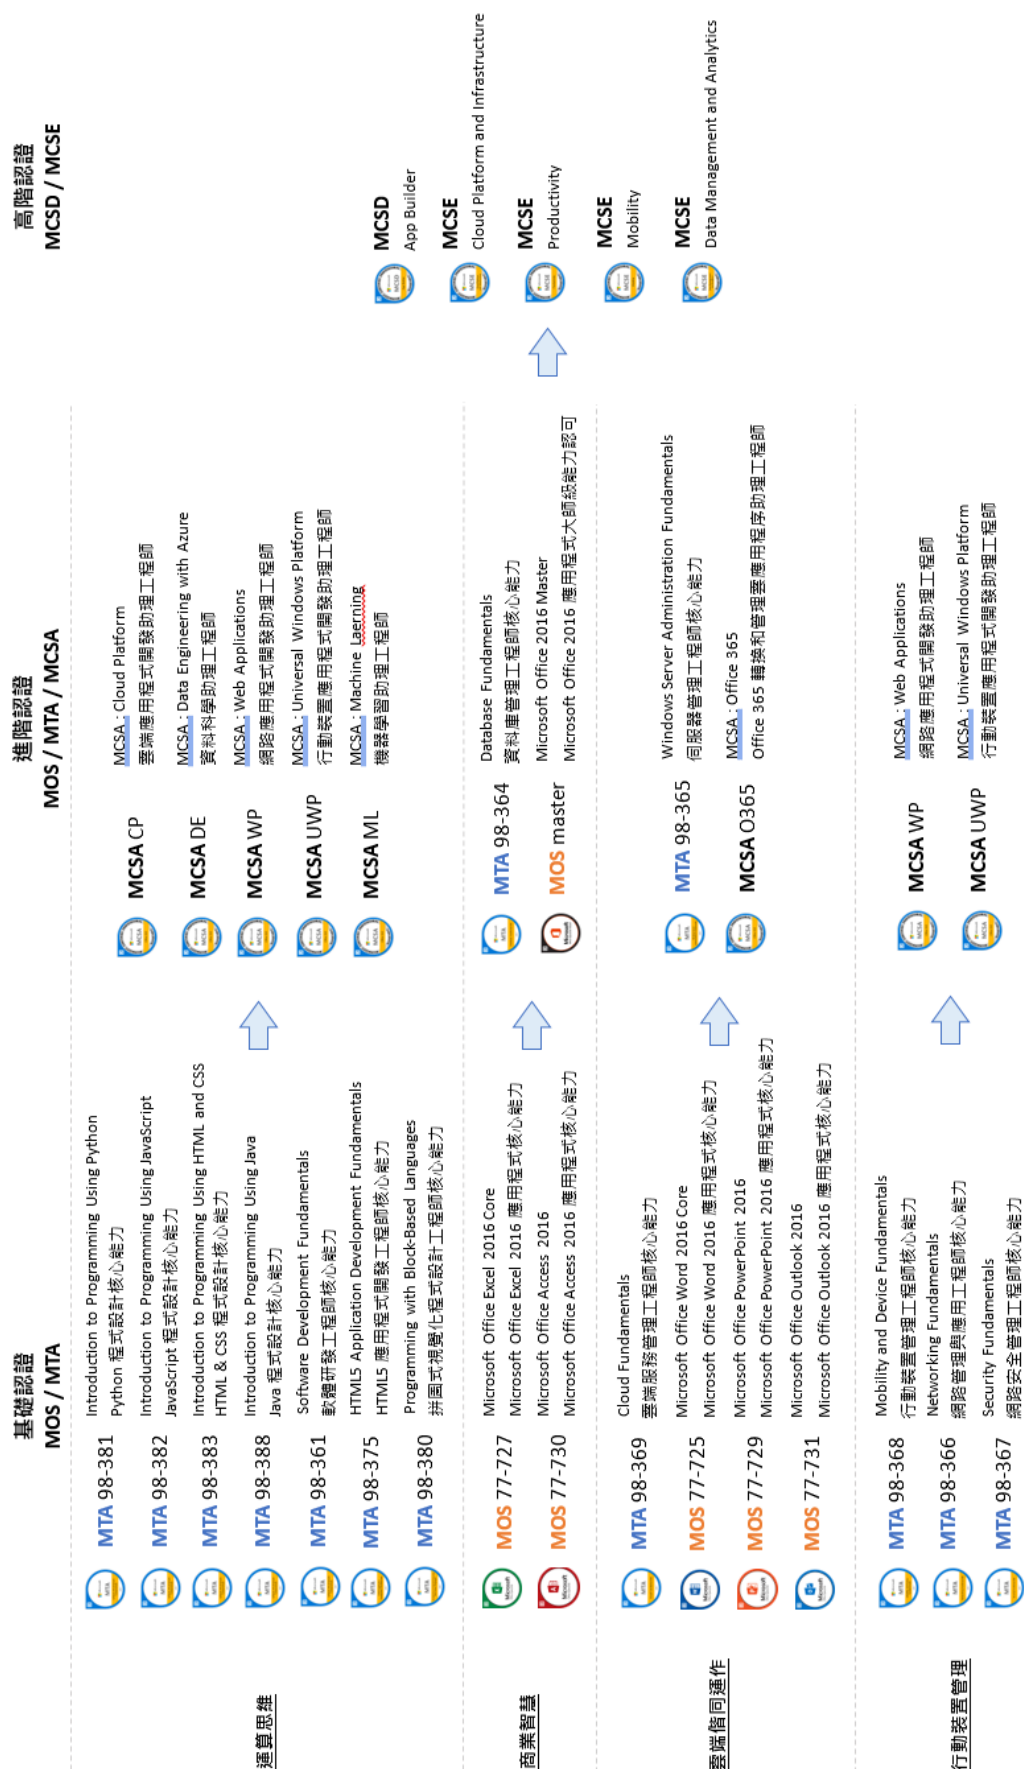 基礎認證
MOS / MTA
進階認證
MOS / MTA / MCSA
高階認證
MCSD / MCSE
運算思維
MTA 98-381
Introduction to Programming Using Python
Python 程式設計核心能力
MTA 98-382
Introduction to Programming Using JavaScript
JavaScript 程式設計核心能力
MTA 98-383
Introduction to Programming Using HTML and CSS
HTML & CSS 程式設計核心能力
MTA 98-388
Introduction to Programming Using Java
Java 程式設計核心能力
MTA 98-361
Software Development Fundamentals
軟體研發工程師核心能力
MTA 98-375
HTML5 Application Development Fundamentals
HTML5 應用程式開發工程師核心能力
MTA 98-380
Programming with Block-Based Languages
拼圖式視覺化程式設計工程師核心能力
MCSA CP
MCSA : Cloud Platform
雲端應用程式開發助理工程師
MCSA DE
MCSA : Data Engineering with Azure
資料科學助理工程師
MCSA WP
MCSA : Web Applications
網路應用程式開發助理工程師
MCSA UWP
MCSA : Universal Windows Platform
行動裝置應用程式開發助理工程師
MCSA ML
MCSA : Machine Laerning
機器學習助理工程師
商業智慧
MOS 77-727
Microsoft Office Excel 2016 Core
Microsoft Office Excel 2016 應用程式核心能力
MOS 77-730
Microsoft Office Access 2016
Microsoft Office Access 2016 應用程式核心能力
MTA 98-364
Database Fundamentals
資料庫管理工程師核心能力
MOS master
Microsoft Office 2016 Master
Microsoft Office 2016 應用程式大師級能力認可
雲端偕同運作
MTA 98-369
Cloud Fundamentals
雲端服務管理工程師核心能力
MOS 77-725
Microsoft Office Word 2016 Core
Microsoft Office Word 2016 應用程式核心能力
MOS 77-729
Microsoft Office PowerPoint 2016
Microsoft Office PowerPoint 2016 應用程式核心能力
MOS 77-731
Microsoft Office Outlook 2016
Microsoft Office Outlook 2016 應用程式核心能力
MTA 98-365
Windows Server Administration Fundamentals
伺服器管理工程師核心能力
MCSA O365
MCSA : Office 365
Office 365 轉換和管理雲應用程序助理工程師
行動裝置管理
MTA 98-368
Mobility and Device Fundamentals
行動裝置管理工程師核心能力
MTA 98-366
Networking Fundamentals
網路管理與應用工程師核心能力
MTA 98-367
Security Fundamentals
網路安全管理工程師核心能力
MCSA WP
MCSA : Web Applications
網路應用程式開發助理工程師
MCSA UWP
MCSA : Universal Windows Platform
行動裝置應用程式開發助理工程師
MCSD
App Builder
MCSE
Cloud Platform and Infrastructure
MCSE
Productivity
MCSE
Mobility
MCSE
Data Management and Analytics